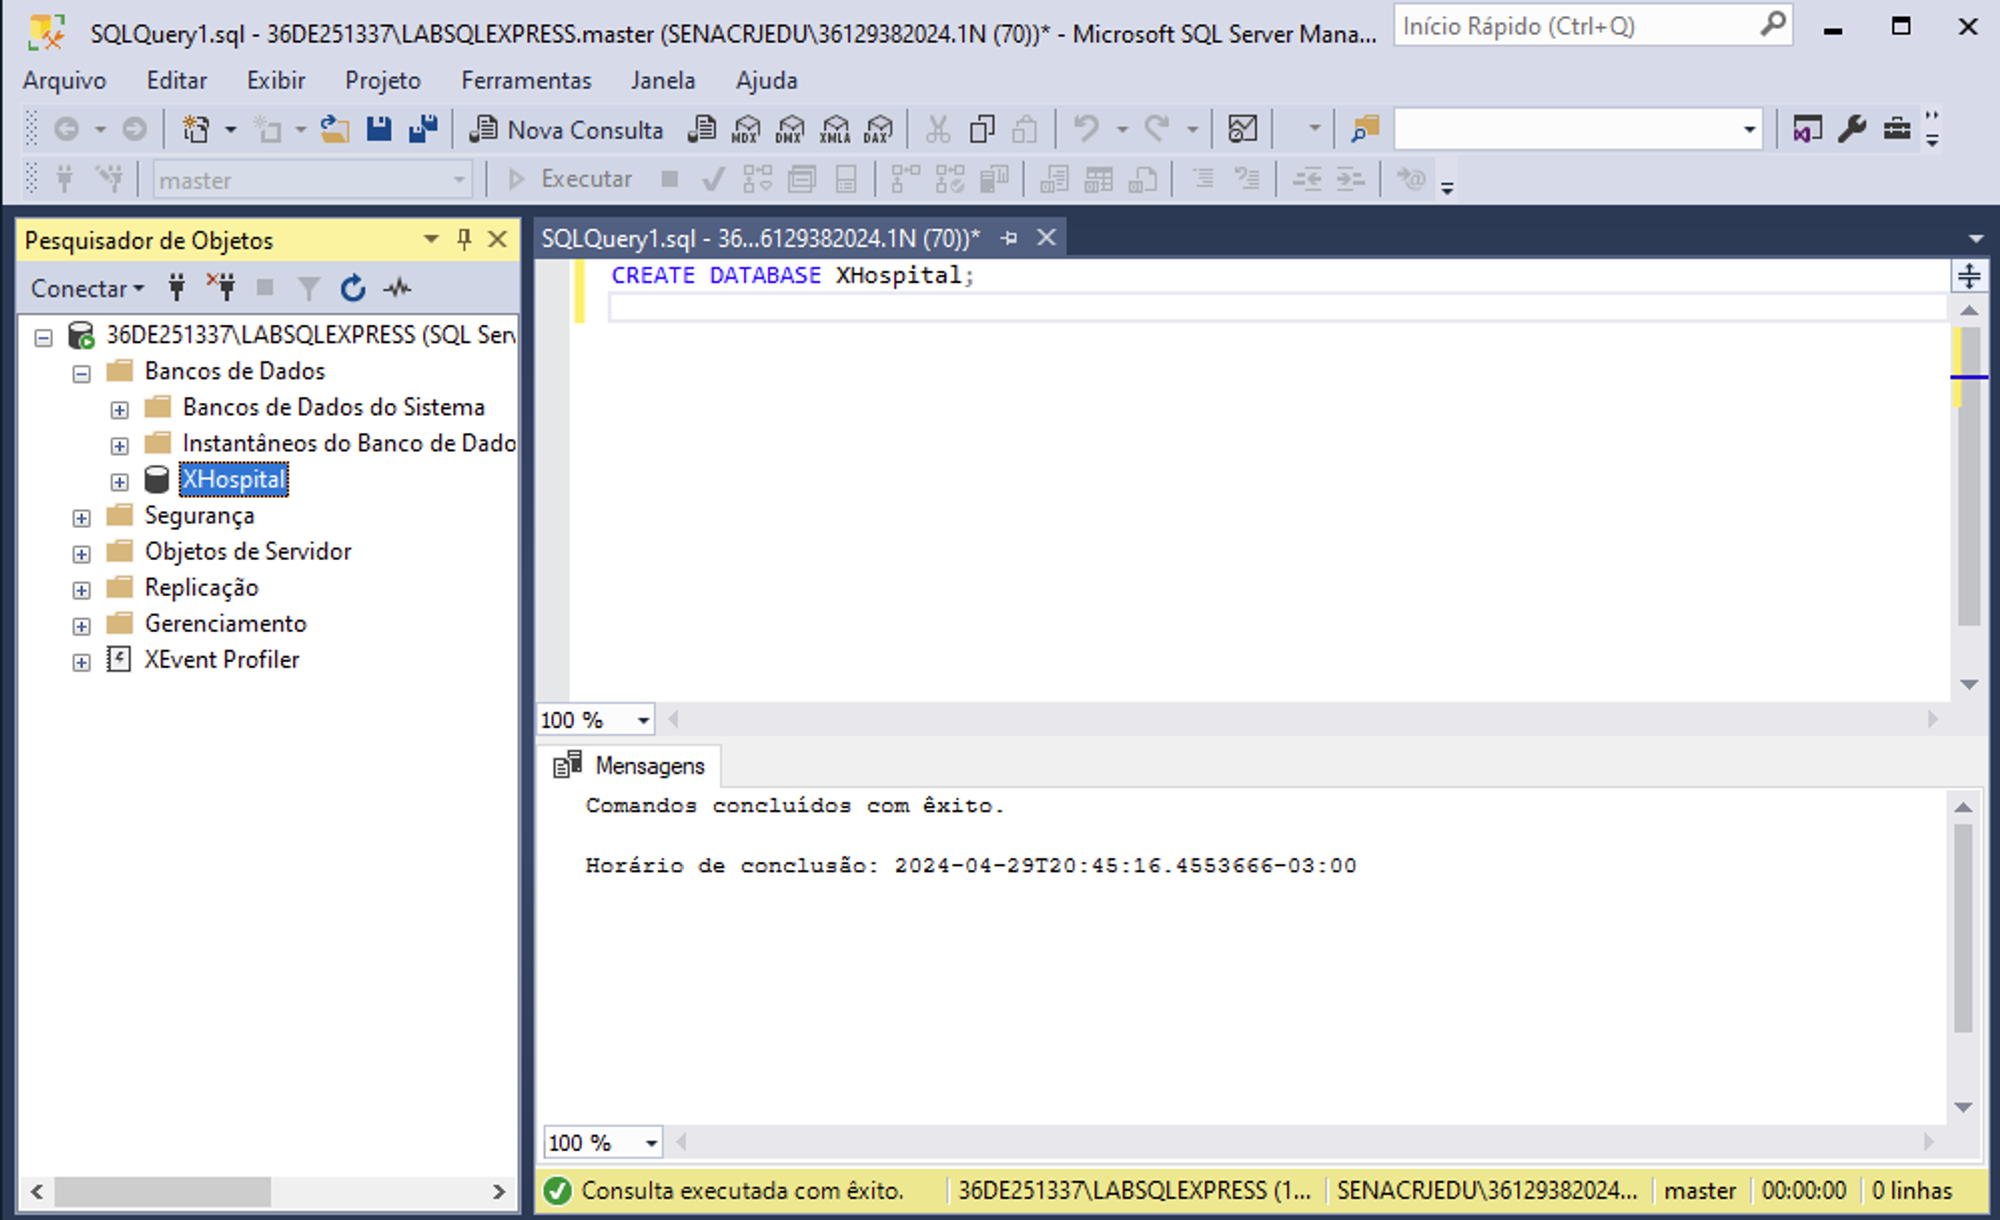 SQLQuery1.sql - 36DE251337\LABSQLEXPRESS.master (SENACRJEDU\36129382024.1N (70))* - Microsoft SQL Server Mana...
Início Rápido (Ctrl+Q)
Arquivo Editar Exibir Projeto Ferramentas Janela Ajuda
Nova Consulta MDX DMX XMLA DAX
master Executar
Pesquisador de Objetos
Conectar
36DE251337\LABSQLEXPRESS (SQL Ser
Bancos de Dados
Bancos de Dados do Sistema
Instantâneos do Banco de Dado
XHospital
Segurança
Objetos de Servidor
Replicação
Gerenciamento
XEvent Profiler
SQLQuery1.sql - 36...6129382024.1N (70))*
CREATE DATABASE XHospital;
100 %
Mensagens
Comandos concluídos com êxito.
Horário de conclusão: 2024-04-29T20:45:16.4553666-03:00
100 %
Consulta executada com êxito. 36DE251337\LABSQLEXPRESS (1... SENACRJEDU\36129382024... master 00:00:00 0 linhas